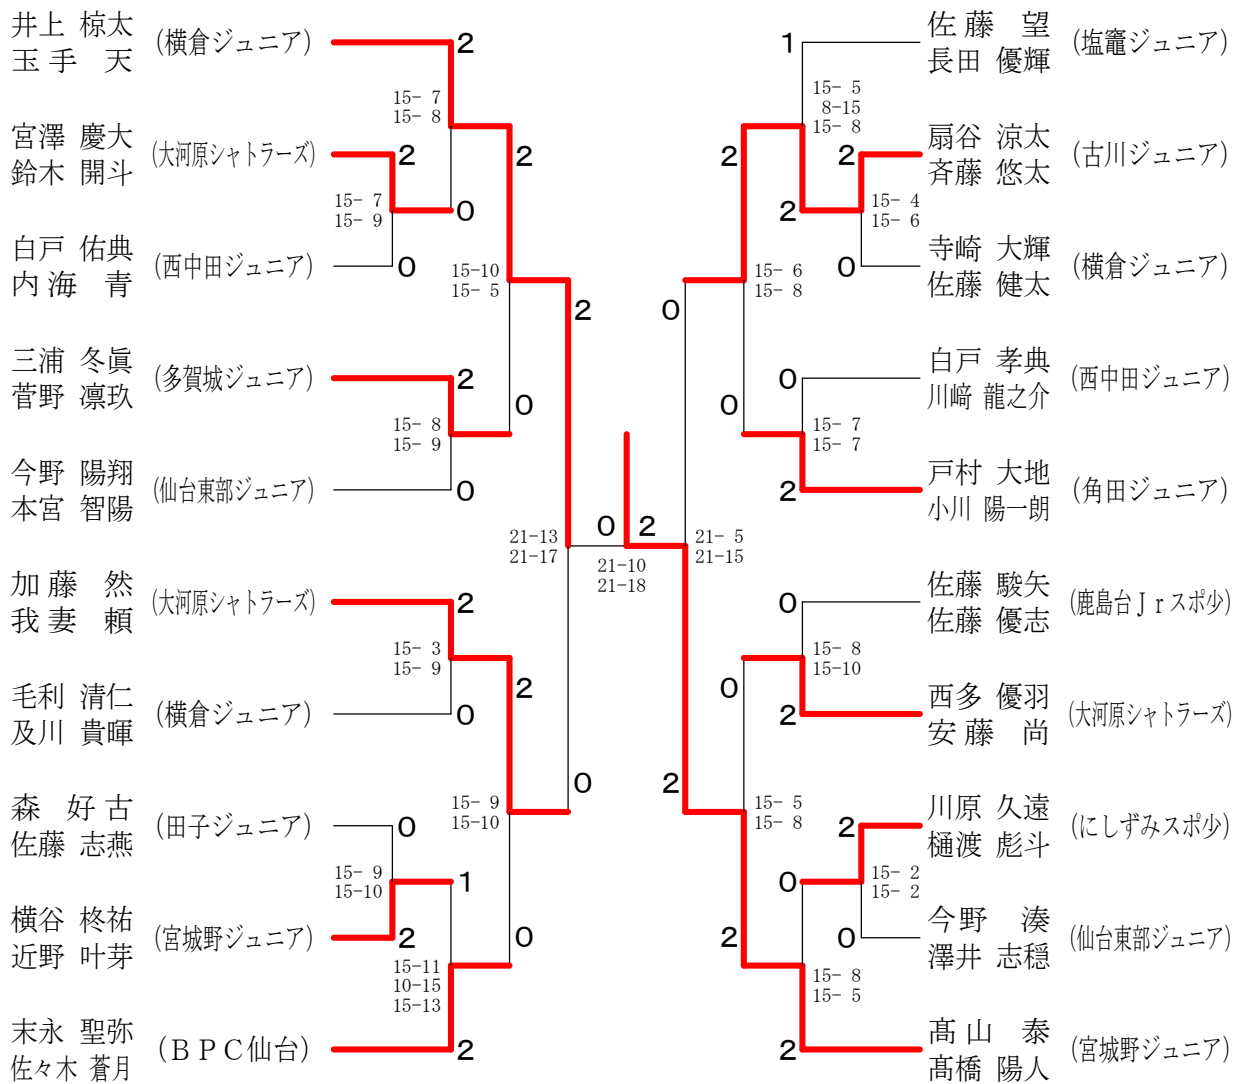 井上 椋太
玉手 天
(横倉ジュニア)
2
15- 7
15- 8
宮澤 慶大
鈴木 開斗
(大河原シャトラーズ)
2
2
15- 7
15- 9
0
白戸 佑典
内海 青
(西中田ジュニア)
0
15-10
15- 5
2
三浦 冬眞
菅野 凛玖
(多賀城ジュニア)
2
0
15- 8
15- 9
今野 陽翔
本宮 智陽
(仙台東部ジュニア)
0
21-13
21-17
0
2
21-10
21-18
加藤 然
我妻 頼
(大河原シャトラーズ)
2
15- 3
15- 9
2
毛利 清仁
及川 貴暉
(横倉ジュニア)
0
0
15- 9
15-10
森 好古
佐藤 志燕
(田子ジュニア)
0
15- 9
15-10
1
横谷 柊祐
近野 叶芽
(宮城野ジュニア)
2
0
15-11
10-15
15-13
末永 聖弥
佐々木 蒼月
(ＢＰＣ仙台)
2
1
佐藤 望
長田 優輝
(塩竈ジュニア)
15- 5
8-15
15- 8
2
2
扇谷 涼太
斉藤 悠太
(古川ジュニア)
2
15- 4
15- 6
0
寺崎 大輝
佐藤 健太
(横倉ジュニア)
15- 6
15- 8
0
0
白戸 孝典
川﨑 龍之介
(西中田ジュニア)
0
15- 7
15- 7
2
戸村 大地
小川 陽一朗
(角田ジュニア)
21- 5
21-15
0
佐藤 駿矢
佐藤 優志
(鹿島台Ｊｒスポ少)
15- 8
15-10
0
2
西多 優羽
安藤 尚
(大河原シャトラーズ)
2
15- 5
15- 8
2
川原 久遠
樋渡 彪斗
(にしずみスポ少)
0
15- 2
15- 2
2
0
今野 湊
澤井 志穏
(仙台東部ジュニア)
15- 8
15- 5
2
髙山 泰
髙橋 陽人
(宮城野ジュニア)